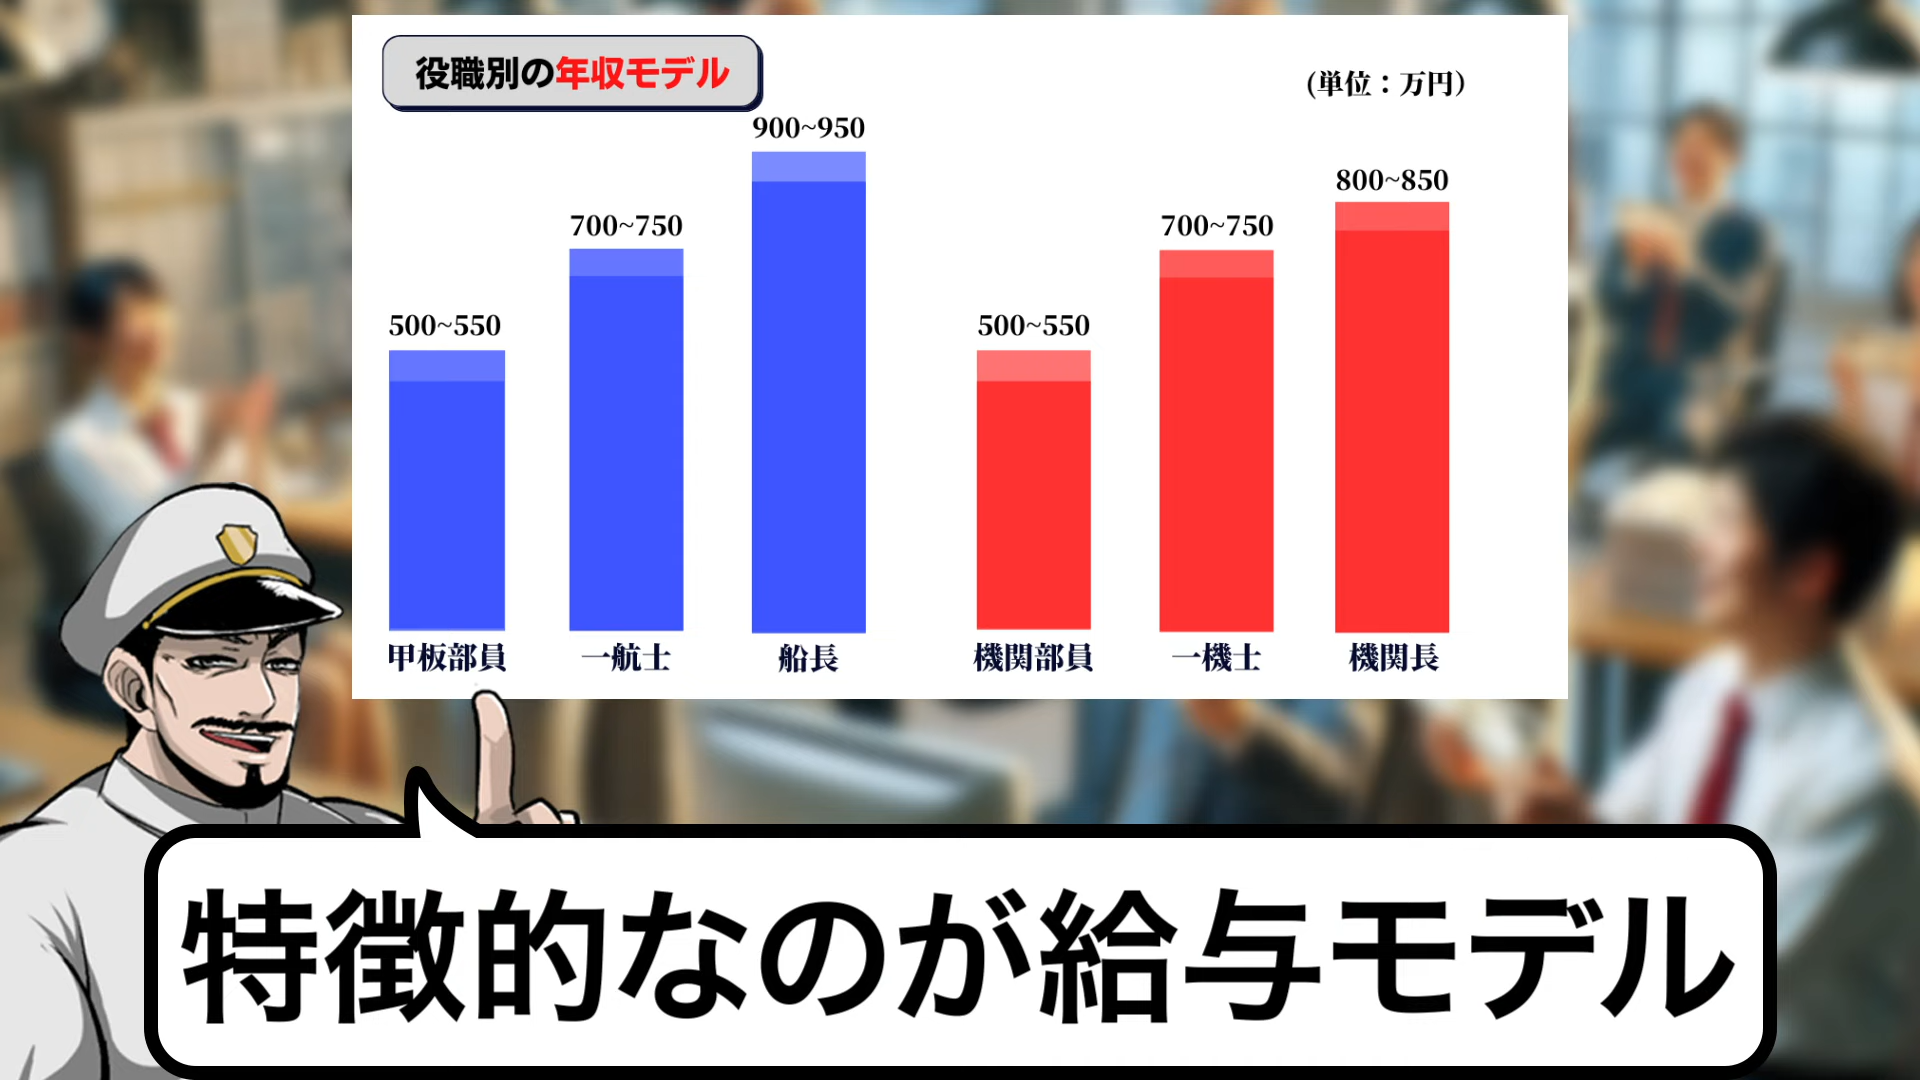 役職別の年収モデル
(単位：万円)
900~950
800~850
700~750
700~750
500~550
500~550
甲板部員
一航士
船長
機関部員
一機士
機関長
特徴的なのが給与モデル